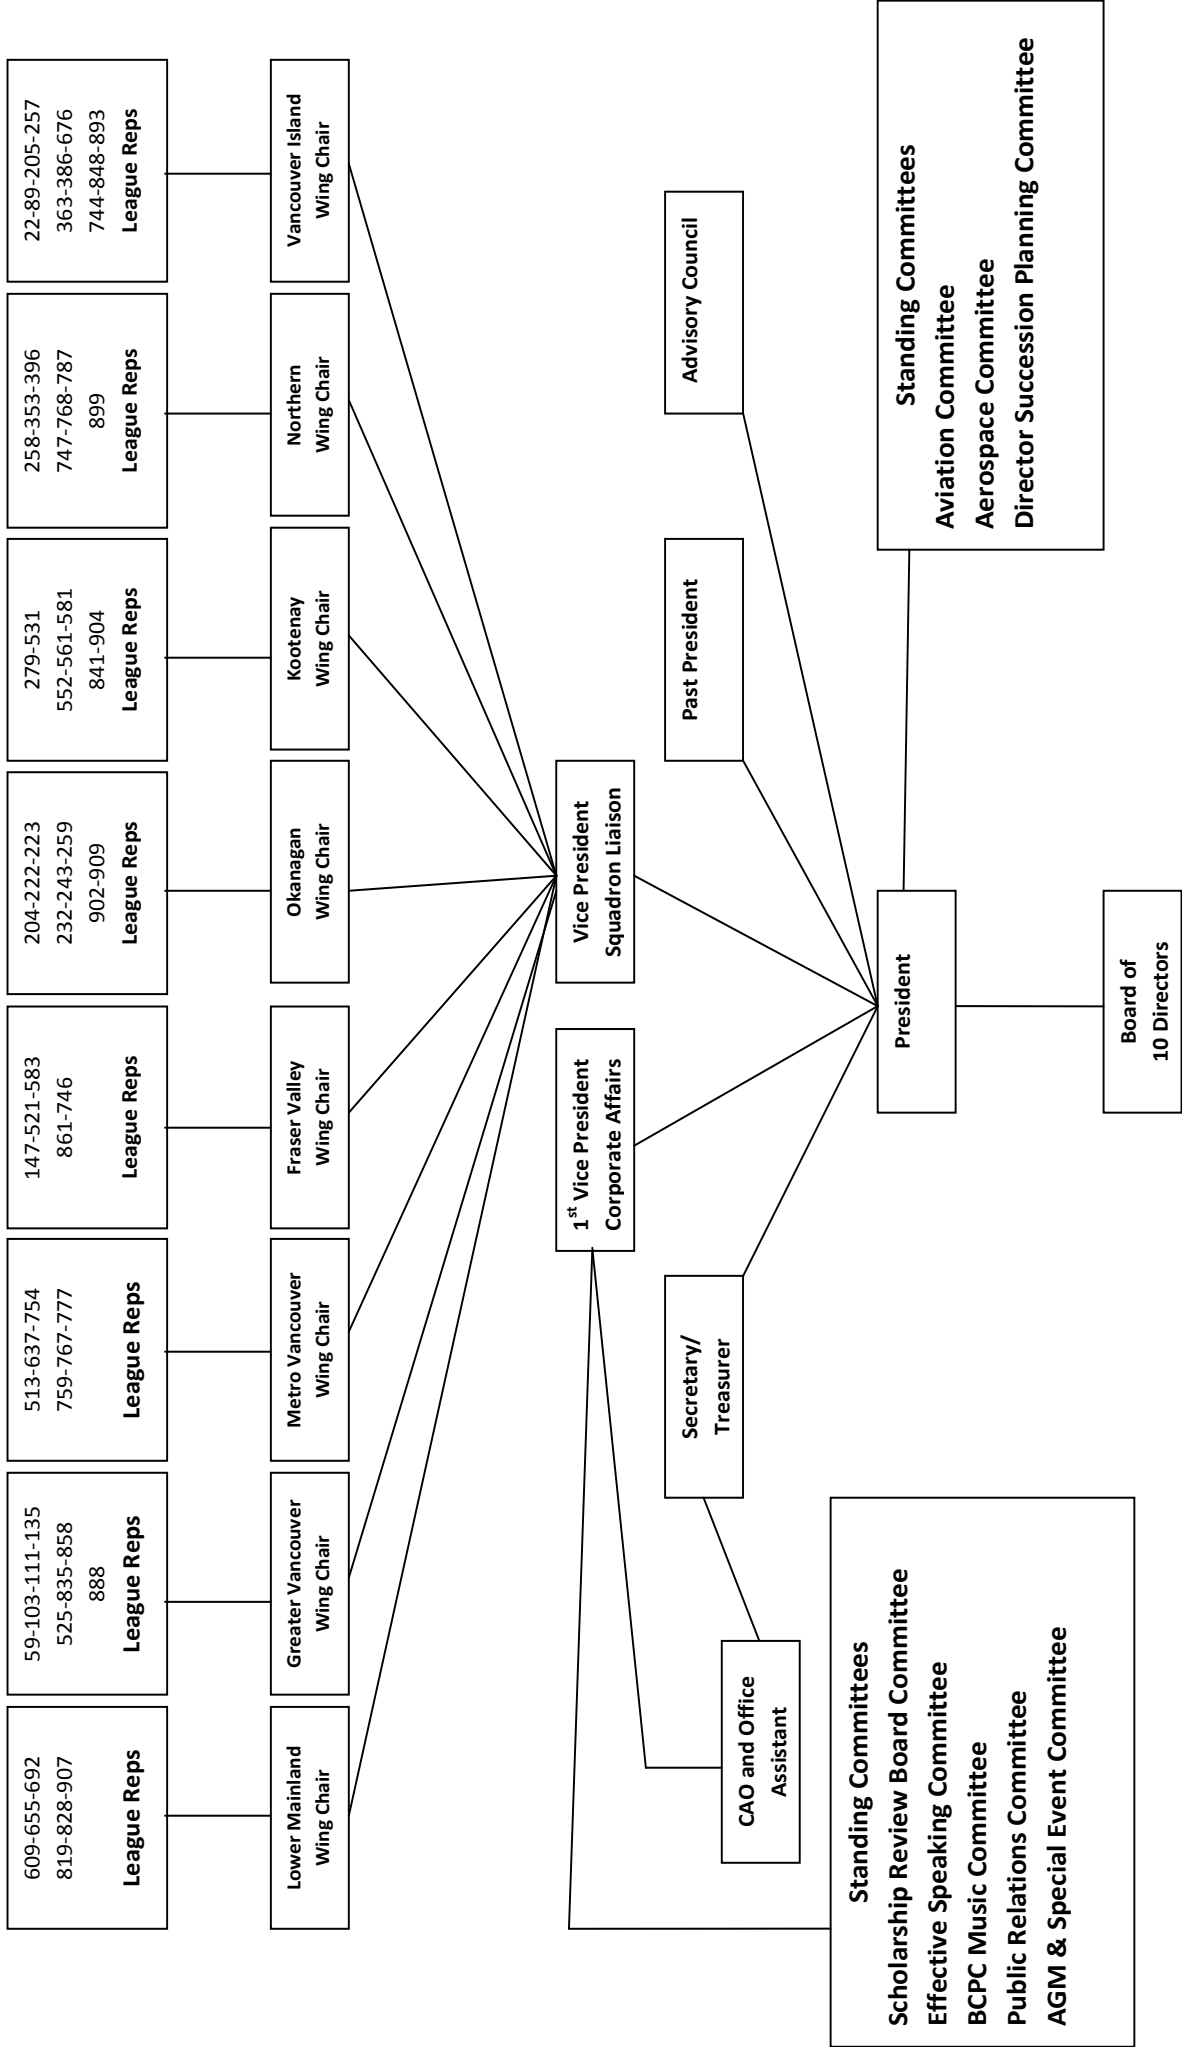 609-655-692
819-828-907
League Reps
59-103-111-135
525-835-858
888
League Reps
513-637-754
759-767-777
League Reps
147-521-583
861-746
League Reps
204-222-223
232-243-259
902-909
League Reps
279-531
552-561-581
841-904
League Reps
258-353-396
747-768-787
899
League Reps
22-89-205-257
363-386-676
744-848-893
League Reps
Lower Mainland
Wing Chair
Greater Vancouver
Wing Chair
Metro Vancouver
Wing Chair
Fraser Valley
Wing Chair
Okanagan
Wing Chair
Kootenay
Wing Chair
Northern
Wing Chair
Vancouver Island
Wing Chair
1st Vice President
Corporate Affairs
Vice President
Squadron Liaison
Secretary/
Treasurer
Past President
Advisory Council
CAO and Office
Assistant
Standing Committees
Scholarship Review Board Committee
Effective Speaking Committee
BCPC Music Committee
Public Relations Committee
AGM & Special Event Committee
President
Standing Committees
Aviation Committee
Aerospace Committee
Director Succession Planning Committee
Board of
10 Directors